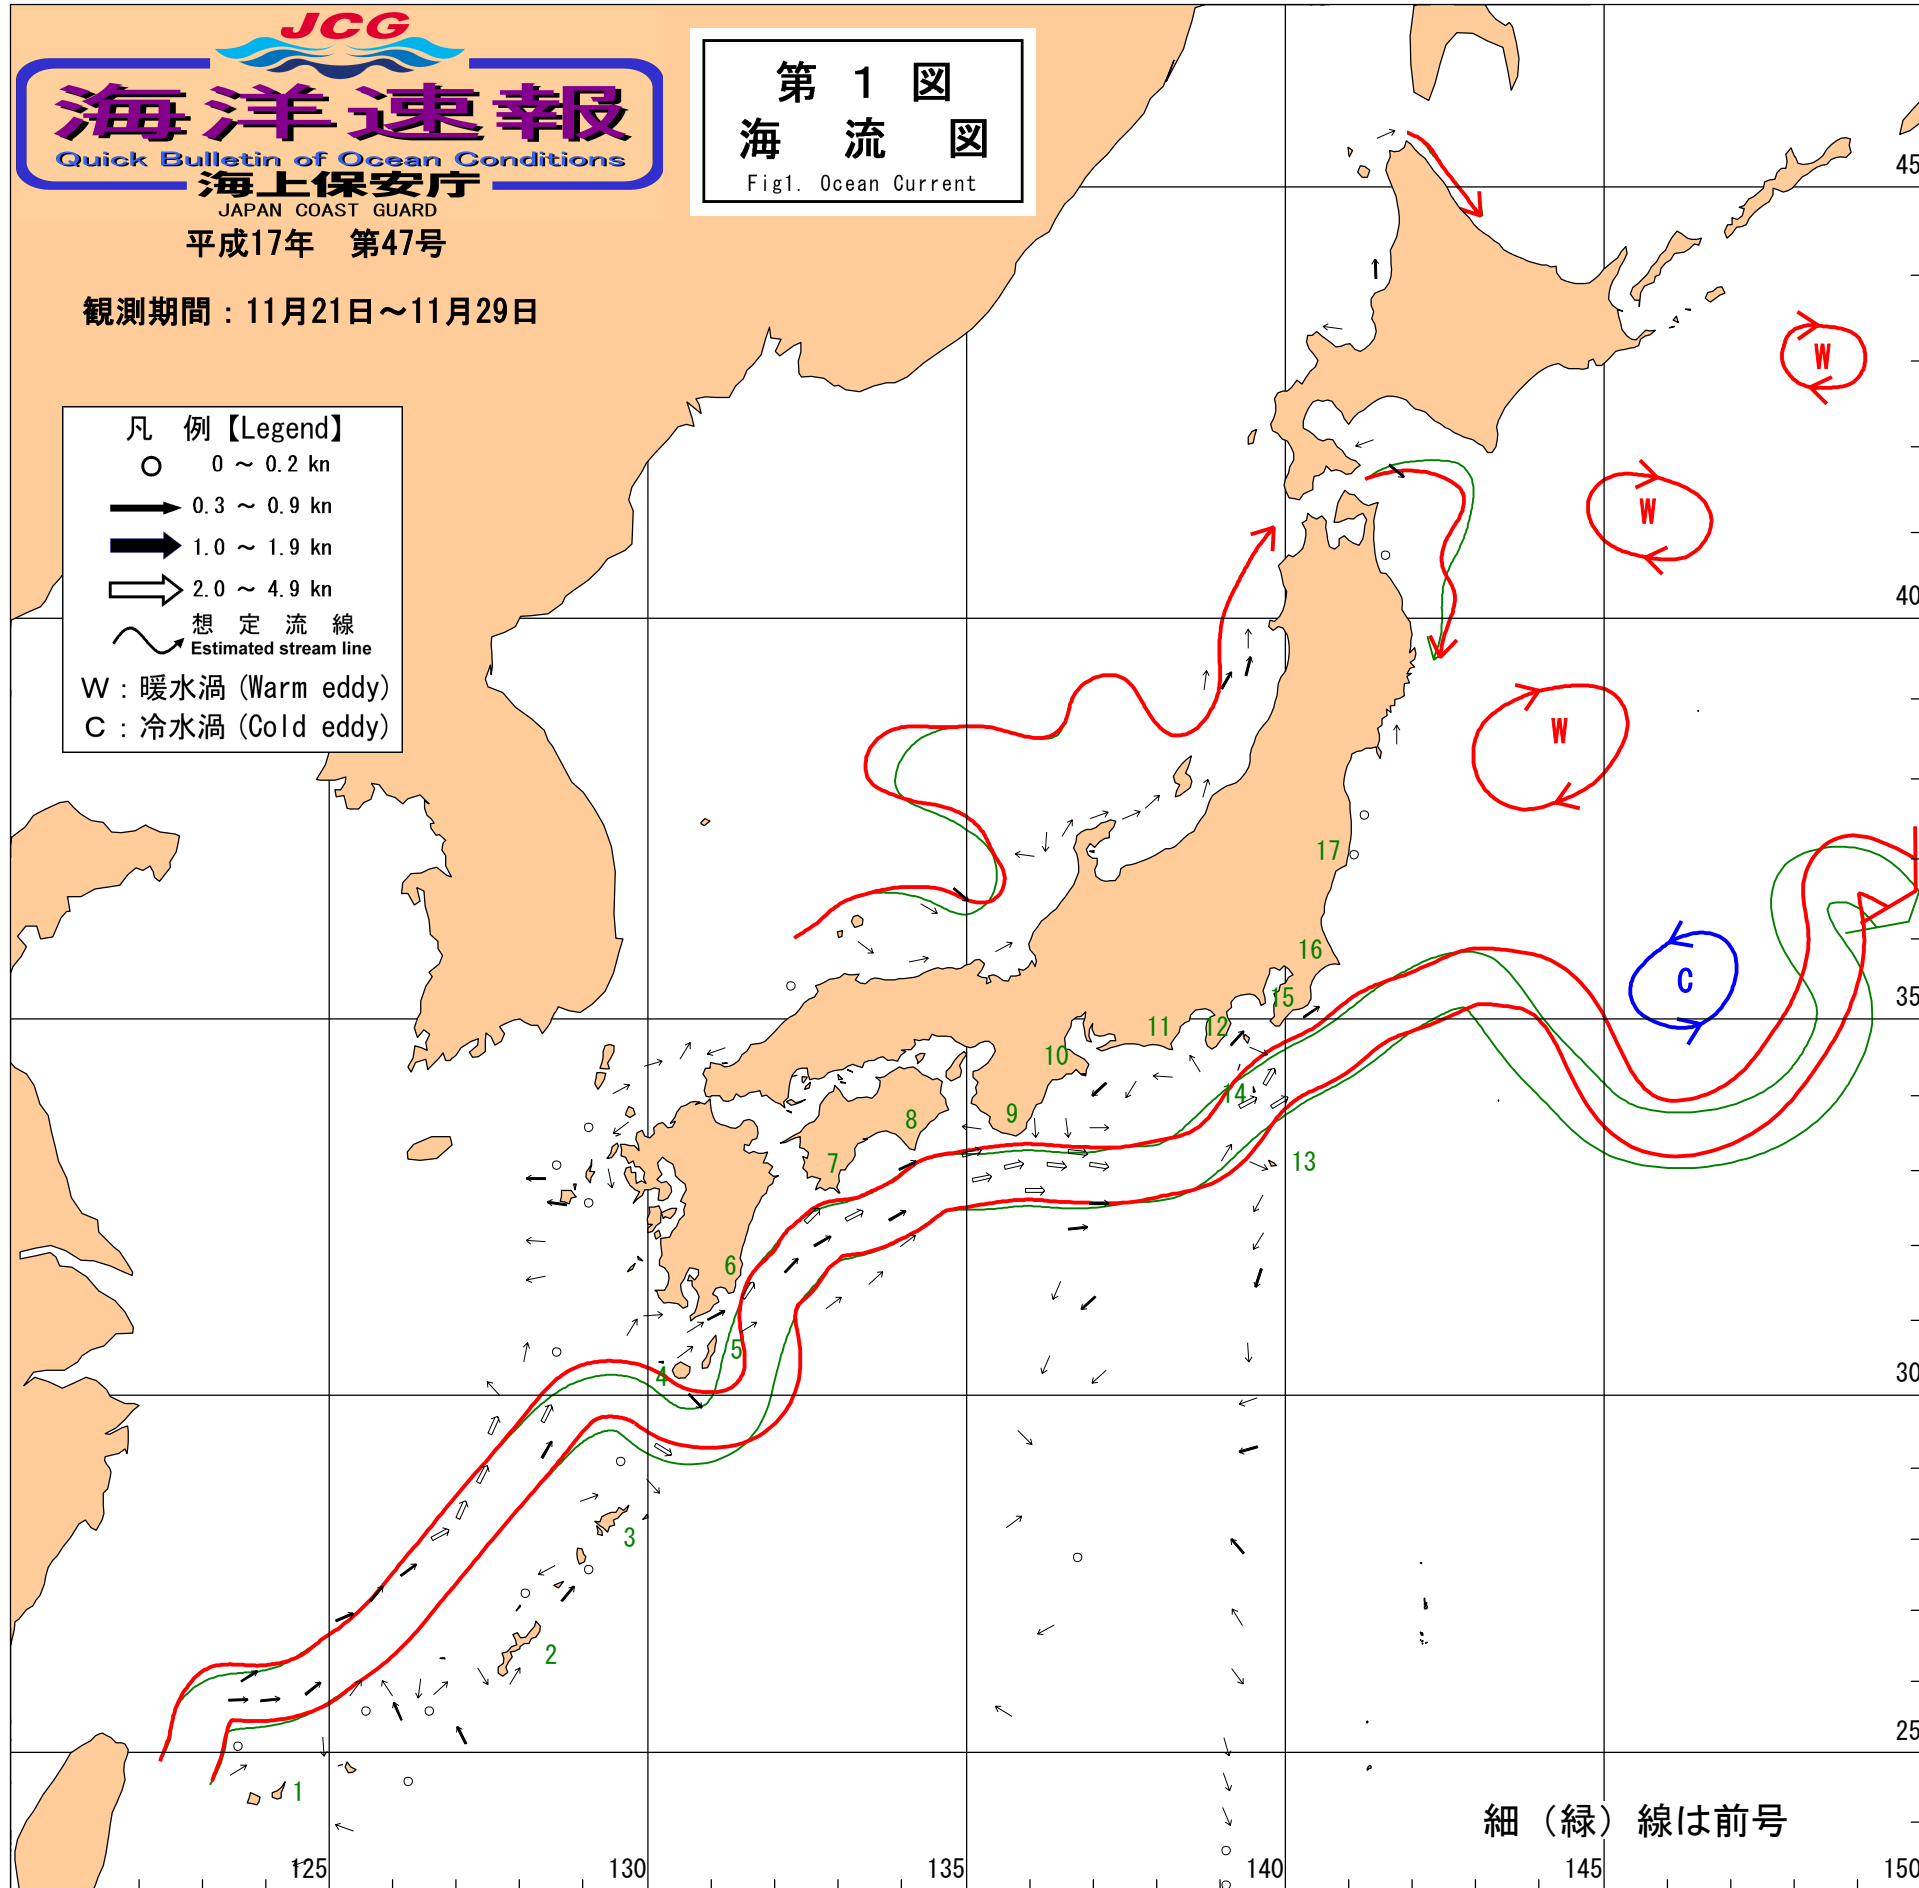 JCG
海洋速報
Quick Bulletin of Ocean Conditions
海上保安庁
JAPAN COAST GUARD
平成17年　第47号
観測期間：11月21日～11月29日
第 1 図
海 流 図
Fig1. Ocean Current
凡 例【Legend】
0 ～ 0.2 kn
0.3 ～ 0.9 kn
1.0 ～ 1.9 kn
2.0 ～ 4.9 kn
想 定 流 線
Estimated stream line
W：暖水渦(Warm eddy)
C：冷水渦(Cold eddy)
45
W
W
40
W
17
16
C
15
35
11
12
10
14
9
8
7
13
6
5
4
30
3
2
25
1
細（緑）線は前号
125
130
135
140
145
150